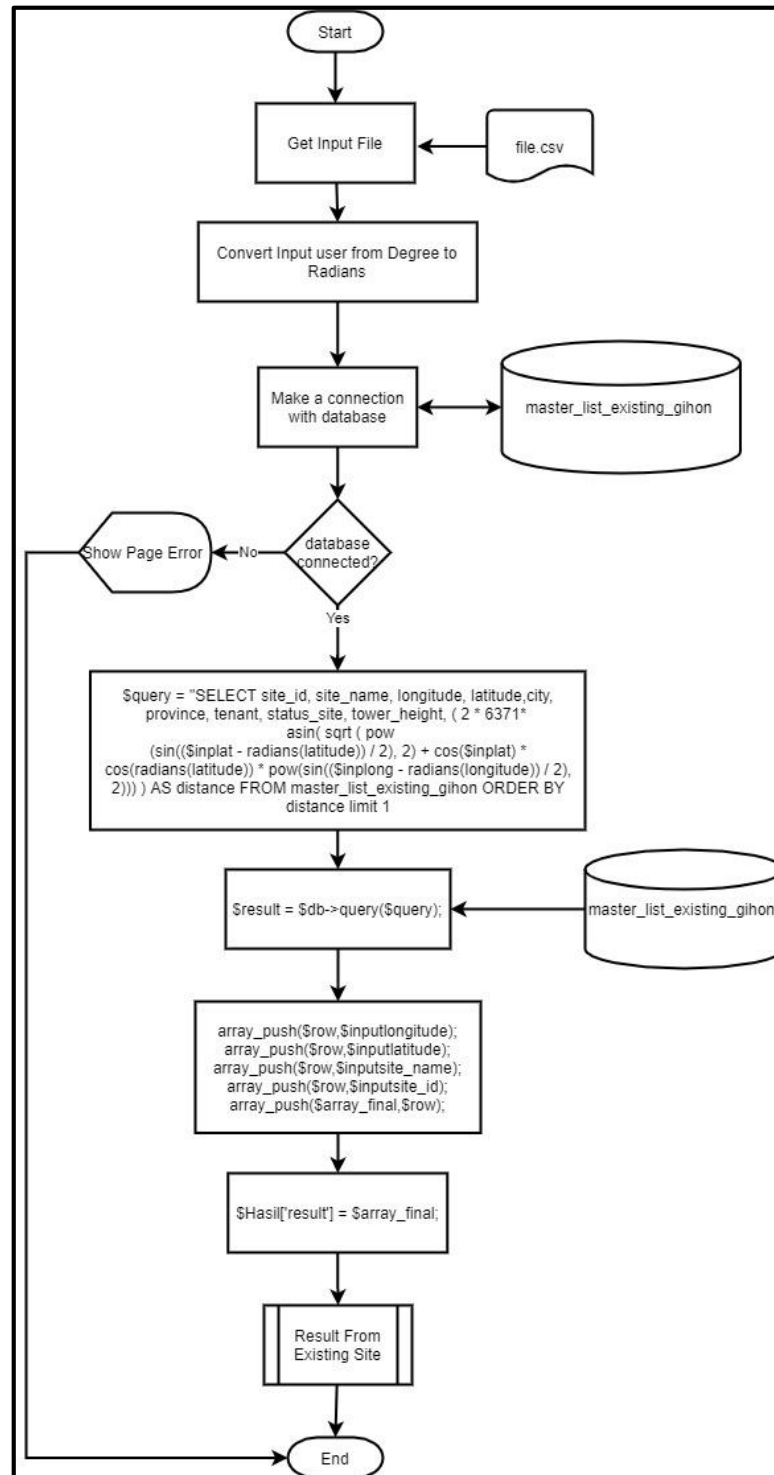 Start
Get Input File
file.csv
Convert Input user from Degree to
Radians
Make a connection
with database
master_list_existing_gihon
database
connected?
No
Show Page Error
Yes
$query = "SELECT site_id, site_name, longitude, latitude,city,
province, tenant, status_site, tower_height, ( 2 * 6371*
asin( sqrt ( pow
(sin(($inplat - radians(latitude)) / 2), 2) + cos($inplat) *
cos(radians(latitude)) * pow(sin(($inplong - radians(longitude)) / 2),
2))) ) AS distance FROM master_list_existing_gihon ORDER BY
distance limit 1
$result = $db->query($query);
master_list_existing_gihon
array_push($row,$inputlongitude);
array_push($row,$inputlatitude);
array_push($row,$inputsite_name);
array_push($row,$inputsite_id);
array_push($array_final,$row);
$Hasil['result'] = $array_final;
Result From
Existing Site
End